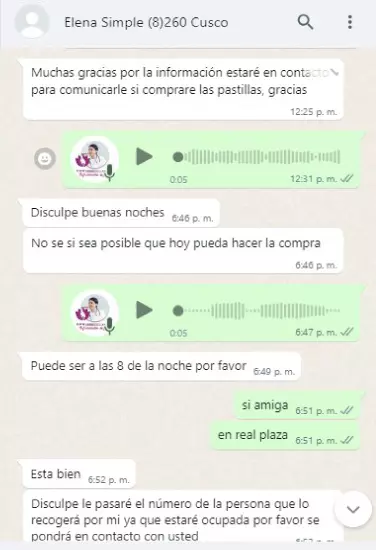 Elena Simple (8)260 Cusco
Muchas gracias por la información estaré en contacto
para comunicarle si comprare las pastillas, gracias
12:25 p. m.
0:05 12:31 p. m.
Disculpe buenas noches 6:46 p. m.
No se si sea posible que hoy pueda hacer la compra
6:46 p. m.
0:05 6:47 p. m.
Puede ser a las 8 de la noche por favor 6:49 p. m.
si amiga 6:51 p. m.
en real plaza 6:51 p. m.
Esta bien 6:52 p. m.
Disculpe le pasaré el número de la persona que lo
recogerá por mi ya que estaré ocupada por favor se
pondrá en contacto con usted